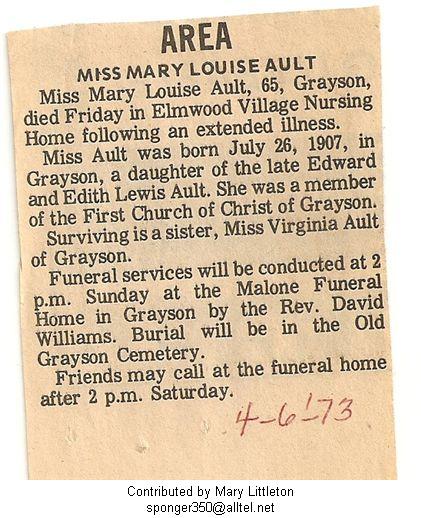 AREA
MISS MARY LOUISE AULT
Miss Mary Louise Ault, 65, Grayson,
died Friday in Elmwood Village Nursing
Home following an extended illness.
Miss Ault was born July 26, 1907, in
Grayson, a daughter of the late Edward
and Edith Lewis Ault. She was a member
of the First Church of Christ of Grayson.
Surviving is a sister, Miss Virginia Ault
of Grayson.
Funeral services will be conducted at 2
p.m. Sunday at the Malone Funeral
Home in Grayson by the Rev. David
Williams. Burial will be in the Old
Grayson Cemetery.
Friends may call at the funeral home
after 2 p.m. Saturday.
4-6-'73
Contributed by Mary Littleton
sponger350@alltel.net